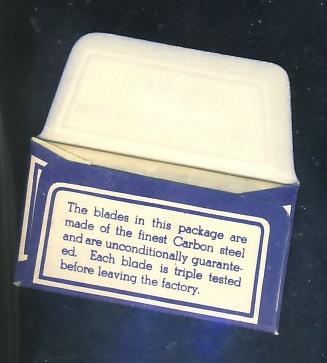 The blades in this package are
made of the finest Carbon steel
and are unconditionally guarante-
ed. Each blade is triple tested
before leaving the factory.